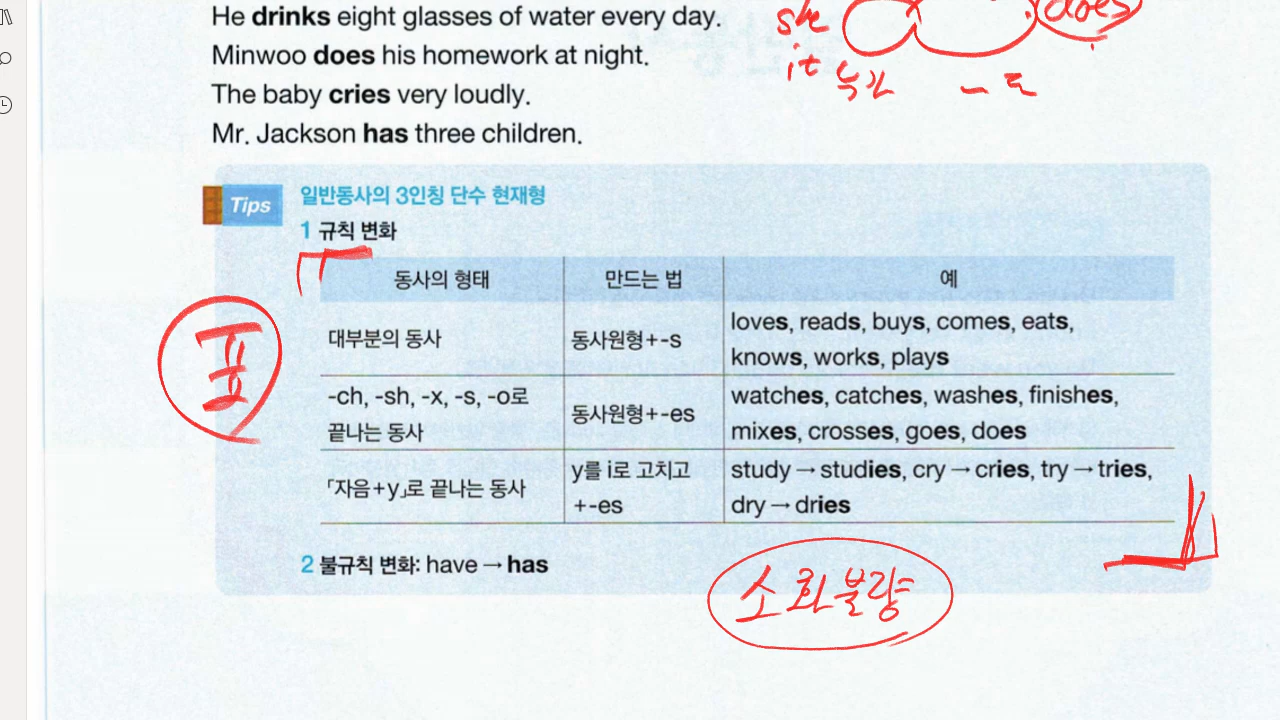 He drinks eight glasses of water every day.
Minwoo does his homework at night.
The baby cries very loudly.
Mr. Jackson has three children.
she
it
does
Tips
일반동사의 3인칭 단수 현재형
1 규칙 변화
동사의 형태 만드는 법 예
대부분의 동사 동사원형+-s loves, reads, buys, comes, eats,
knows, works, plays
-ch, -sh, -x, -s, -o로
끝나는 동사 동사원형+-es watches, catches, washes, finishes,
mixes, crosses, goes, does
「자음+y」로 끝나는 동사 y를 i로 고치고
+-es study → studies, cry → cries, try → tries,
dry → dries
2 불규칙 변화: have → has
표
소화불량